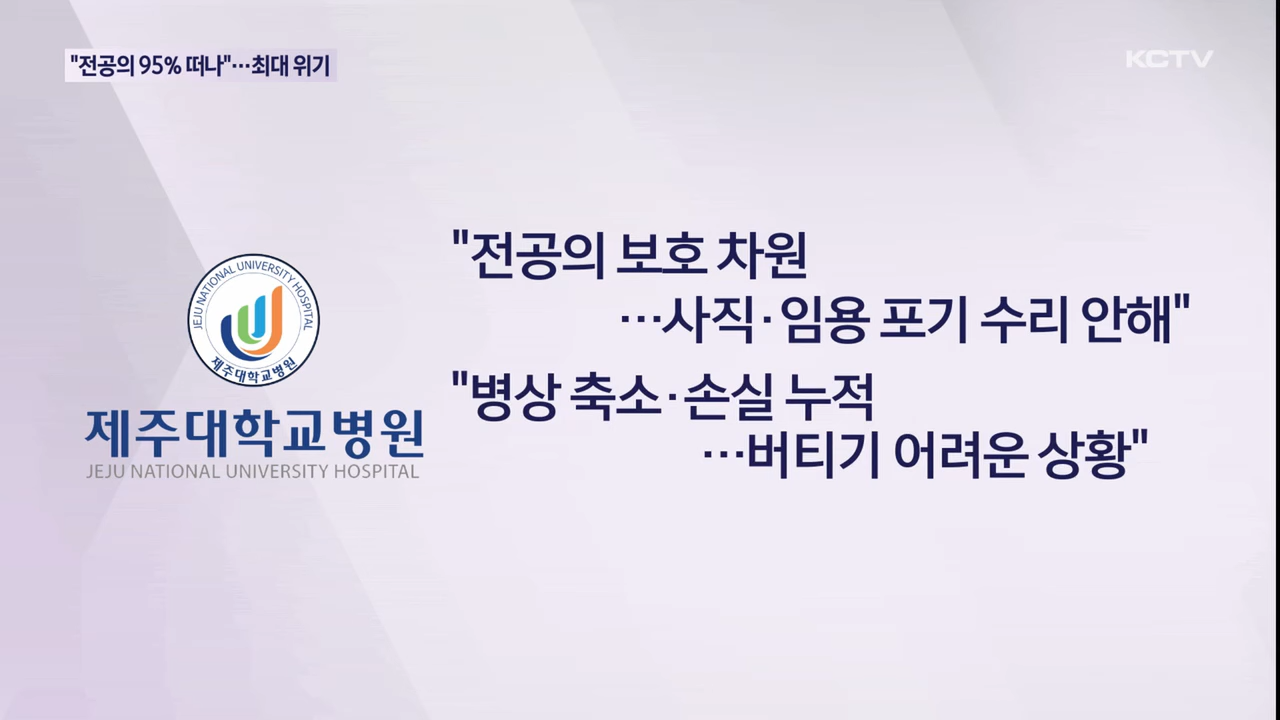 "전공의 95% 떠나"…최대 위기
KCTV
"전공의 보호 차원
…사직·임용 포기 수리 안해"
JEJU NATIONAL UNIVERSITY HOSPITAL
제주대학교병원
"병상 축소·손실 누적
…버티기 어려운 상황"
제주대학교병원
JEJU NATIONAL UNIVERSITY HOSPITAL